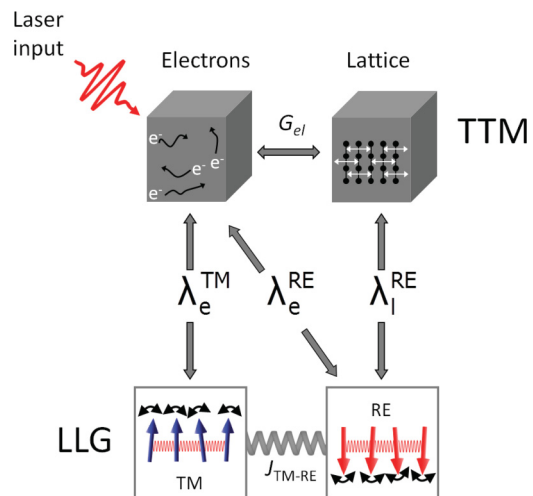 Laser
input
Electrons
Lattice
G_el
TTM
e⁻
e⁻
e⁻
e⁻
λ_e^TM
λ_e^RE
λ_l^RE
LLG
TM
J_TM-RE
RE